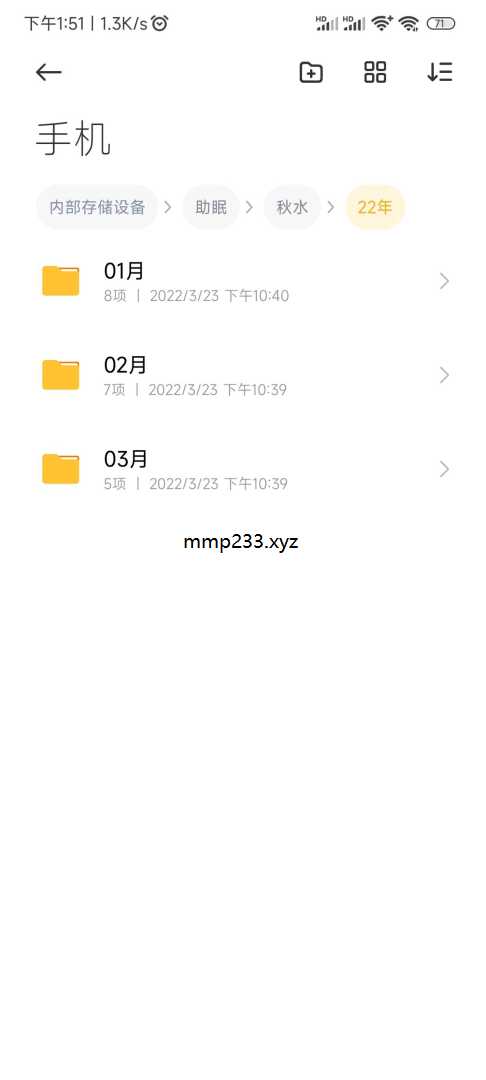 下午1:51 | 1.3K/s
HD HD 71
手机
内部存储设备 助眠 秋水 22年
01月
8项 | 2022/3/23 下午10:40
02月
7项 | 2022/3/23 下午10:39
03月
5项 | 2022/3/23 下午10:39
mmp233.xyz